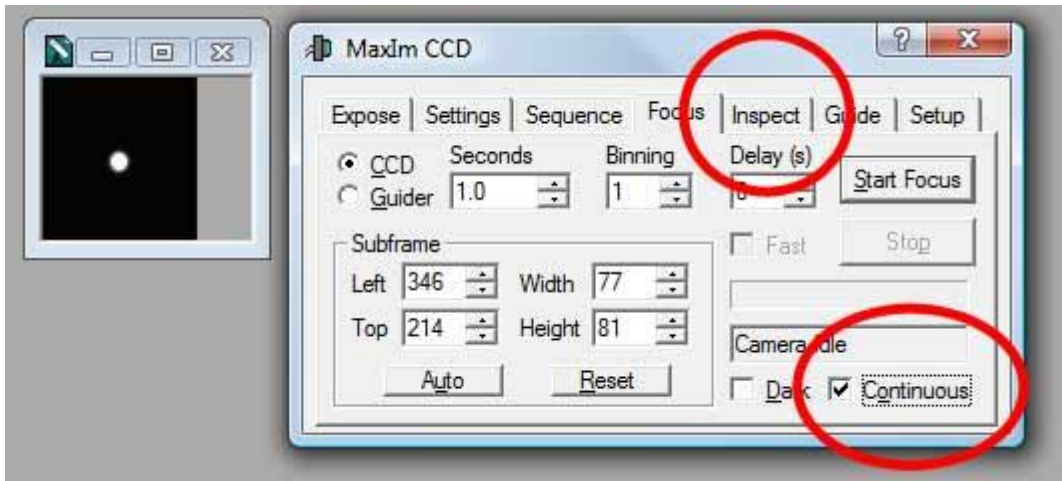 MaxIm CCD
Expose Settings Sequence Focus Inspect Guide Setup
CCD Seconds Binning Delay (s)
Guider 1.0 1 Start Focus
Subframe Fast Stop
Left 346 Width 77
Top 214 Height 81 Camera Idle
Auto Reset Dark Continuous